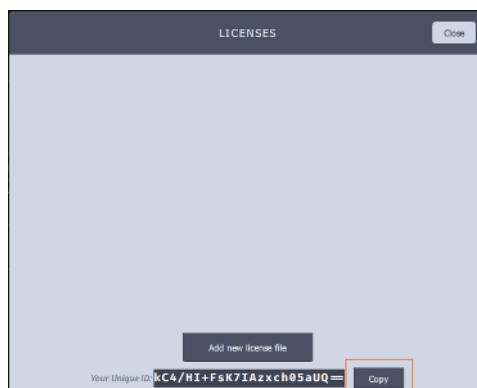 LICENSES
Close
Add new license file
Your Unique ID: kC4/HI+FsK7IAzxch05aUQ==
Copy